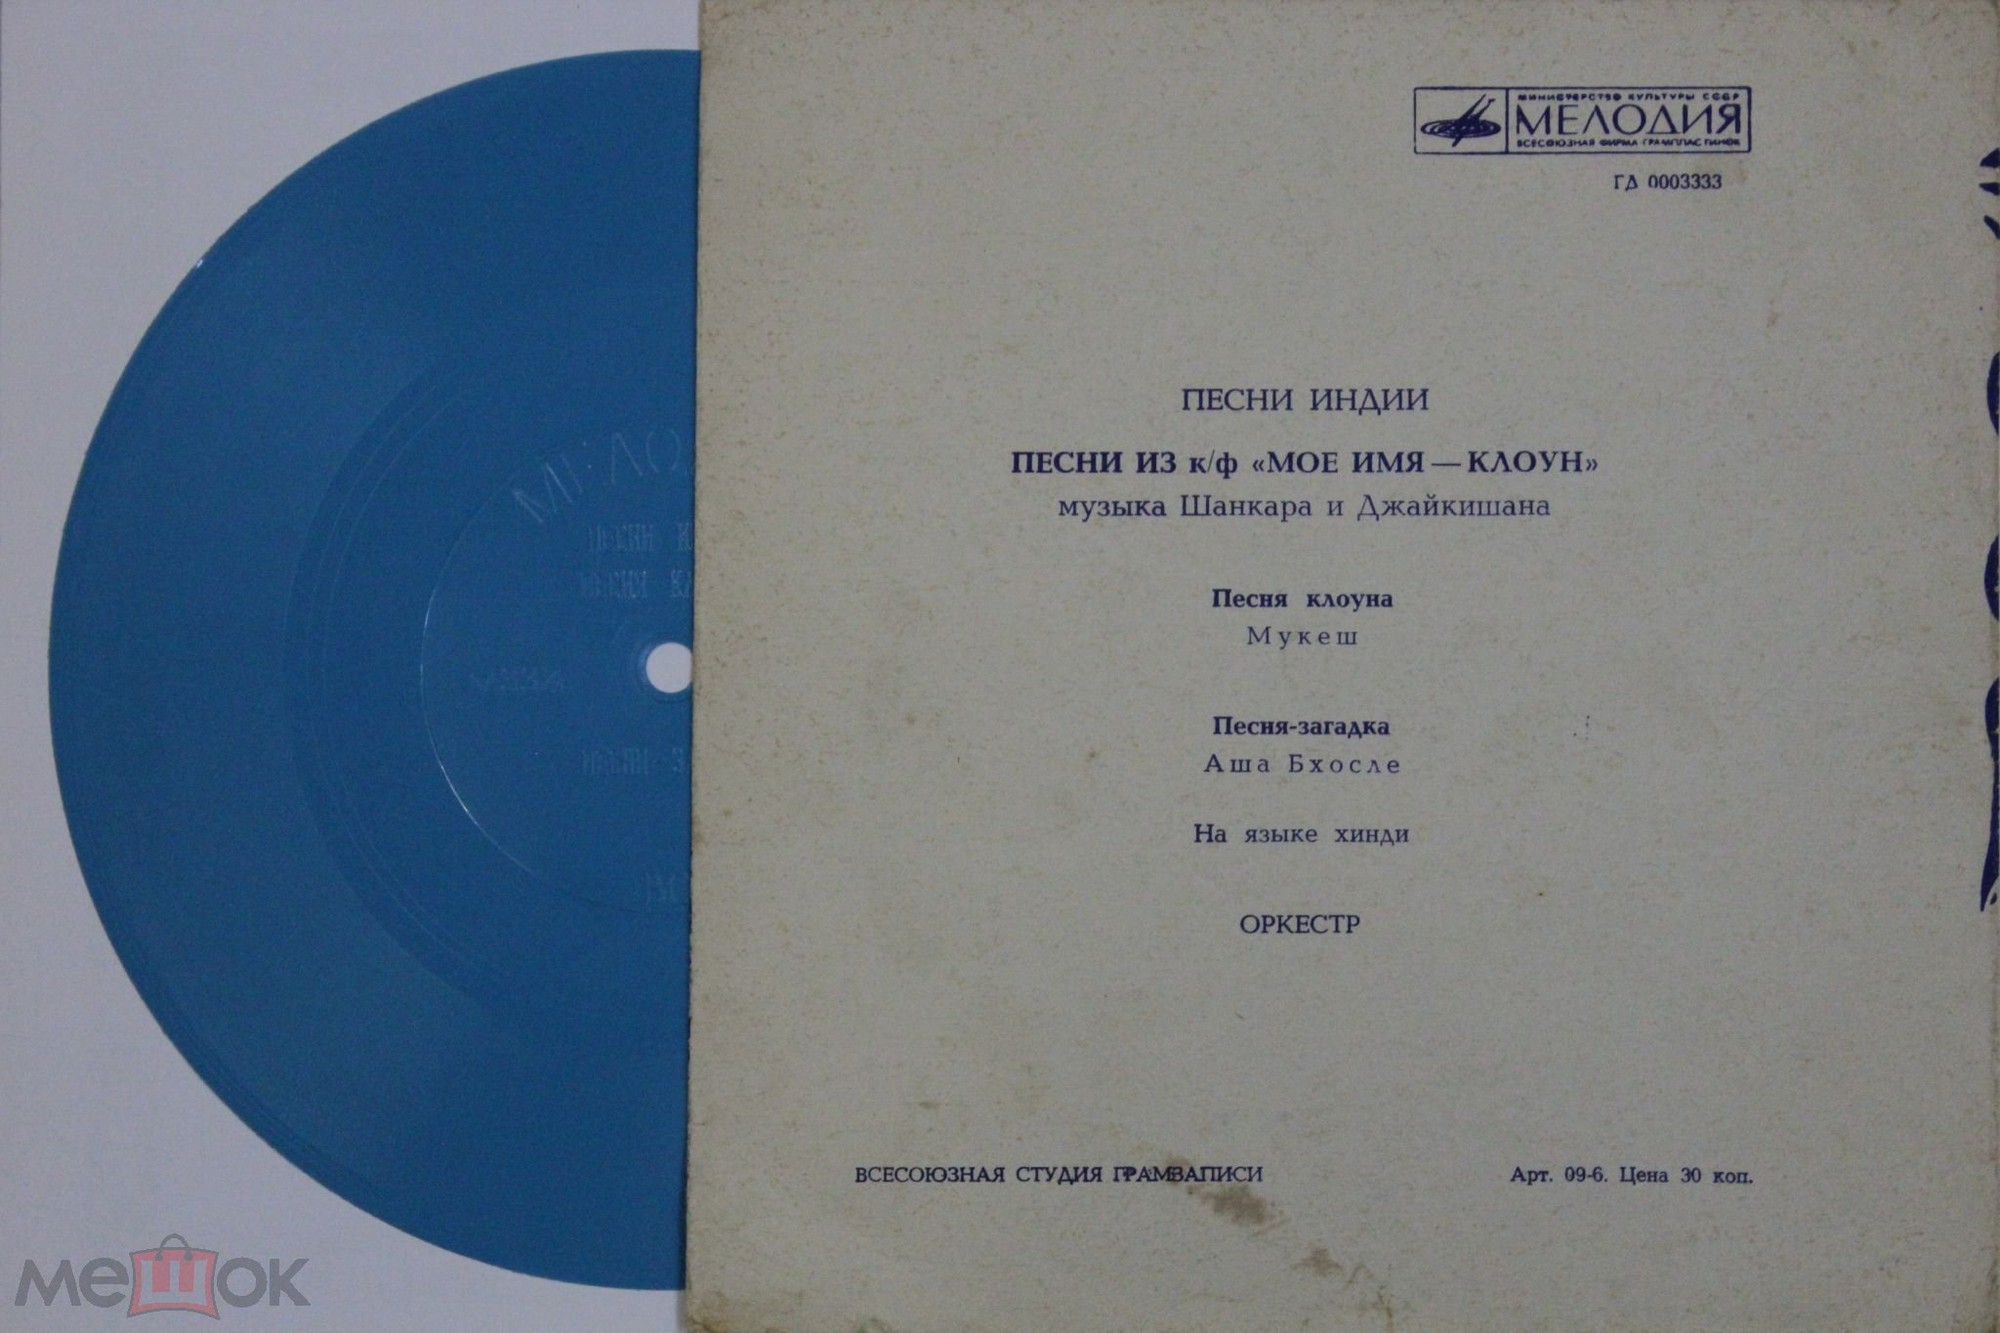 МИНИСТЕРСТВО КУЛЬТУРЫ СССР
МЕЛОДИЯ
ВСЕСОЮЗНАЯ ФИРМА ГРАМПЛАСТИНОК
ГД 0003333
ПЕСНИ ИНДИИ
ПЕСНИ ИЗ к/ф «МОЕ ИМЯ — КЛОУН»
музыка Шанкара и Джайкишана
Песня клоуна
Мукеш
Песня-загадка
Аша Бхосле
На языке хинди
ОРКЕСТР
ВСЕСОЮЗНАЯ СТУДИЯ ГРАМЗАПИСИ
Арт. 09-6. Цена 30 коп.
МЕЛОД
мешок